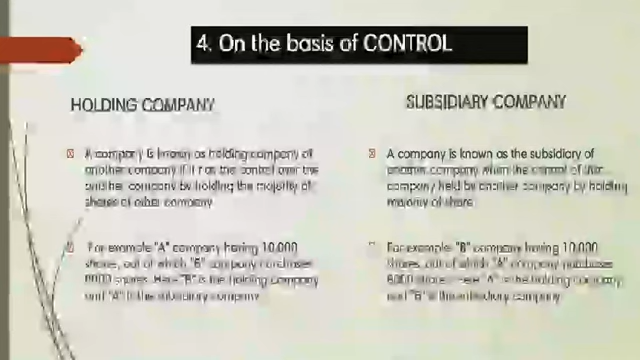 4. On the basis of CONTROL
HOLDING COMPANY
A company is known as holding company of
another company if it has the control over the
another company by holding the majority of
shares of other company
For example "A" company having 10,000
shares, out of which "B" company purchases
shares. Here "B" is the holding company
and "A" is the subsidiary company
SUBSIDIARY COMPANY
A company is known as the subsidiary of
another company when the control of
company held by another company by holding
majority of share
For example "B" company having 10,000
shares, out of which "A" company purchases
shares. Here "A" is the holding company
and "B" is the subsidiary company